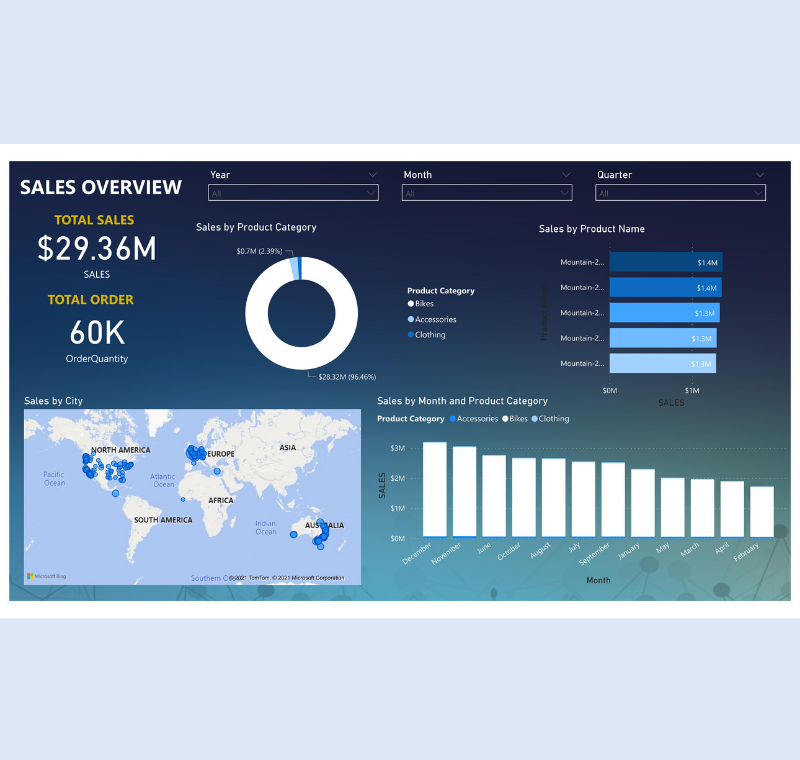 SALES OVERVIEW
Year
All
Month
All
Quarter
All
TOTAL SALES
$29.36M
SALES
TOTAL ORDER
60K
OrderQuantity
Sales by Product Category
$0.7M (2.39%)
$28.32M (96.46%)
Product Category
Bikes
Accessories
Clothing
Sales by Product Name
Mountain-2... $1.4M
Mountain-2... $1.4M
Mountain-2... $1.3M
Mountain-2... $1.3M
Mountain-2... $1.3M
$0M $1M
SALES
Sales by City
NORTH AMERICA
EUROPE
ASIA
Pacific
Ocean
Atlantic
Ocean
AFRICA
SOUTH AMERICA
Indian
Ocean
AUSTRALIA
Microsoft Bing
Southern
© 2021 TomTom, © 2021 Microsoft Corporation
Sales by Month and Product Category
Product Category Accessories Bikes Clothing
SALES
$3M
$2M
$1M
$0M
December November June October August July September January May March April February
Month